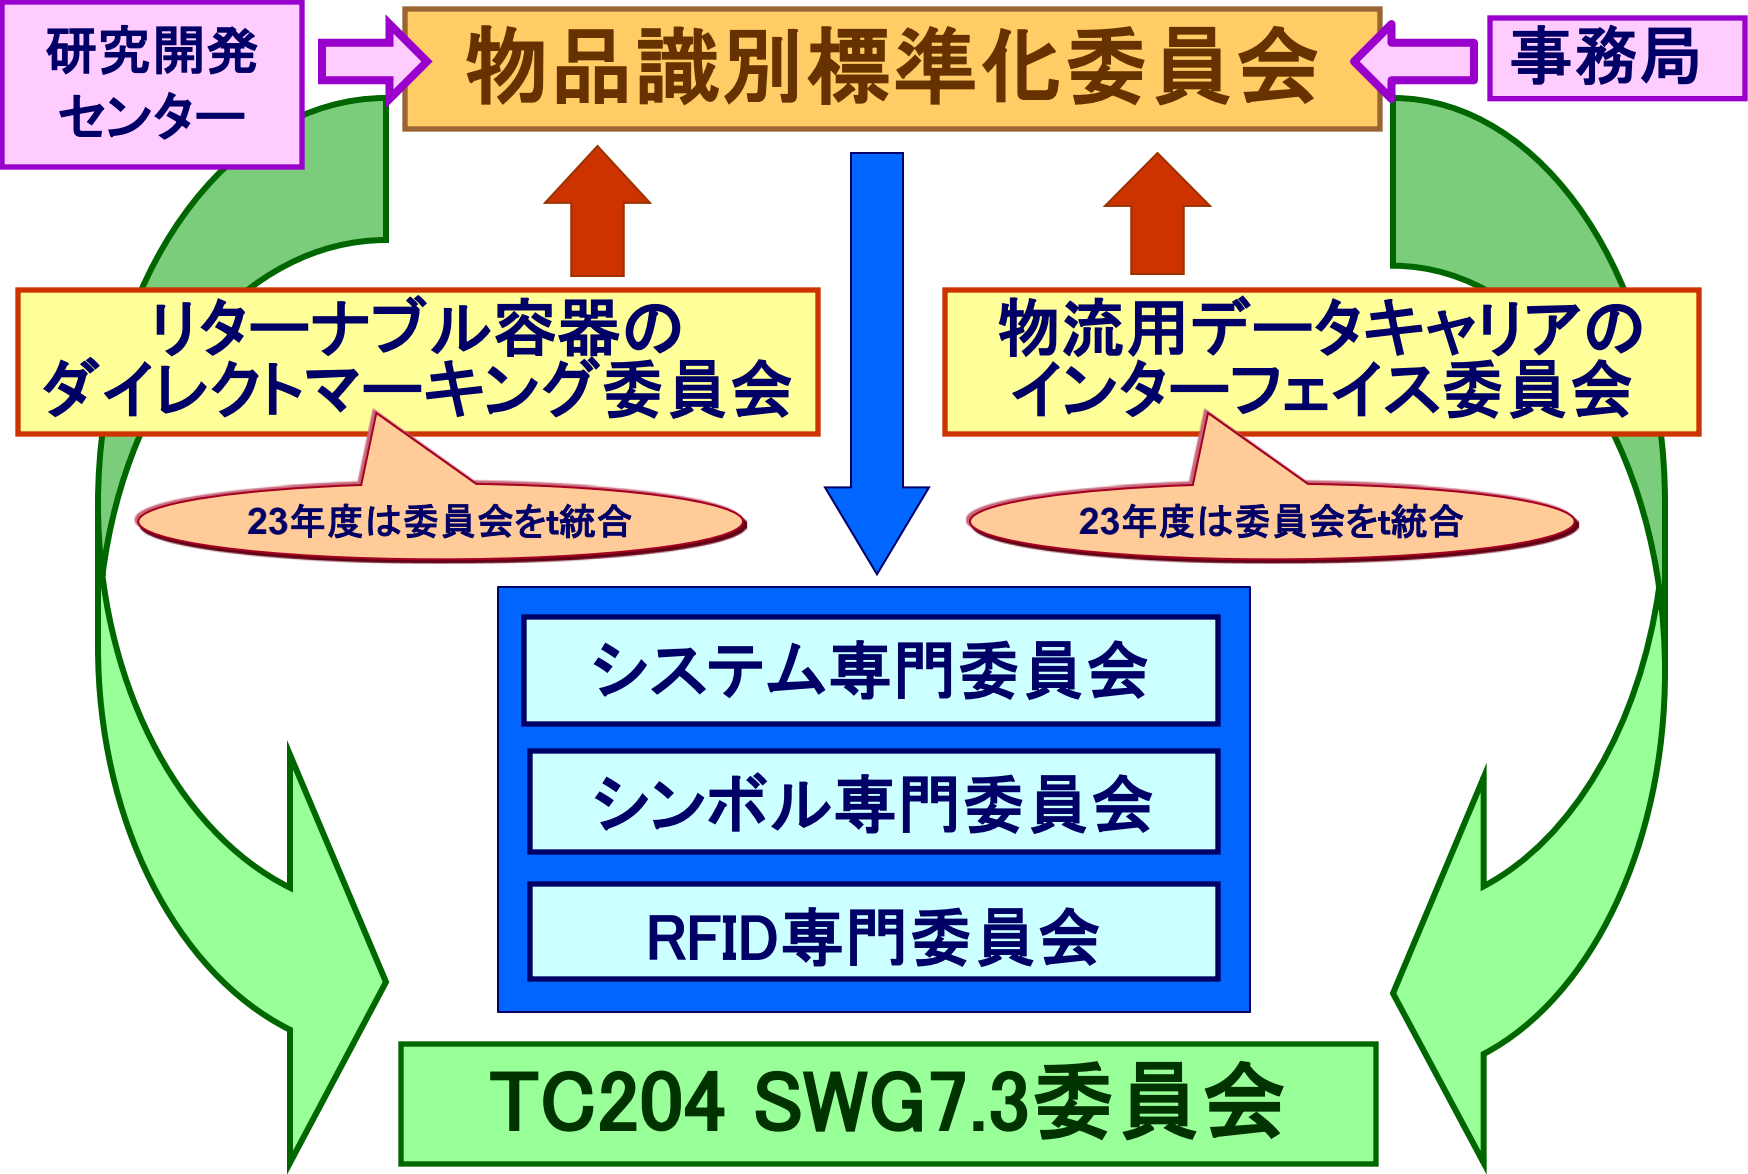 研究開発
センター
物品識別標準化委員会
事務局
リターナブル容器の
ダイレクトマーキング委員会
物流用データキャリアの
インターフェイス委員会
23年度は委員会をt統合
23年度は委員会をt統合
システム専門委員会
シンボル専門委員会
RFID専門委員会
TC204 SWG7.3委員会